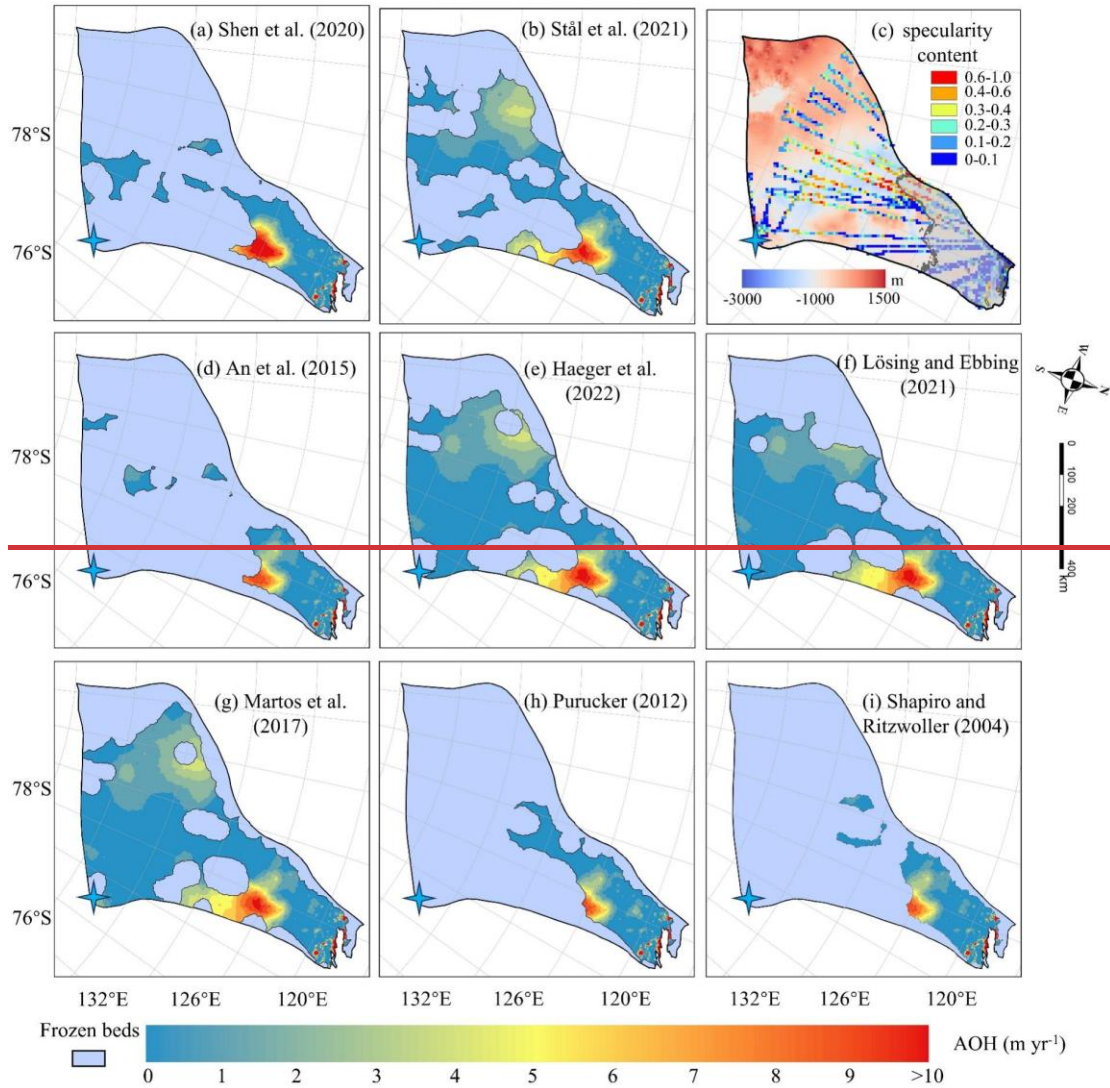 (a) Shen et al. (2020)
(b) Stål et al. (2021)
(c) specularity
content
0.6-1.0
0.4-0.6
0.3-0.4
0.2-0.3
0.1-0.2
0-0.1
-3000
-1000
1500
m
78°S
76°S
(d) An et al. (2015)
(e) Haeger et al.
(2022)
(f) Lösing and Ebbing
(2021)
78°S
76°S
W
S
N
E
0
100
200
400
km
(g) Martos et al.
(2017)
(h) Purucker (2012)
(i) Shapiro and
Ritzwoller (2004)
78°S
76°S
132°E 126°E 120°E
132°E 126°E 120°E
132°E 126°E 120°E
Frozen beds
0 1 2 3 4 5 6 7 8 9 >10
AOH (m yr⁻¹)